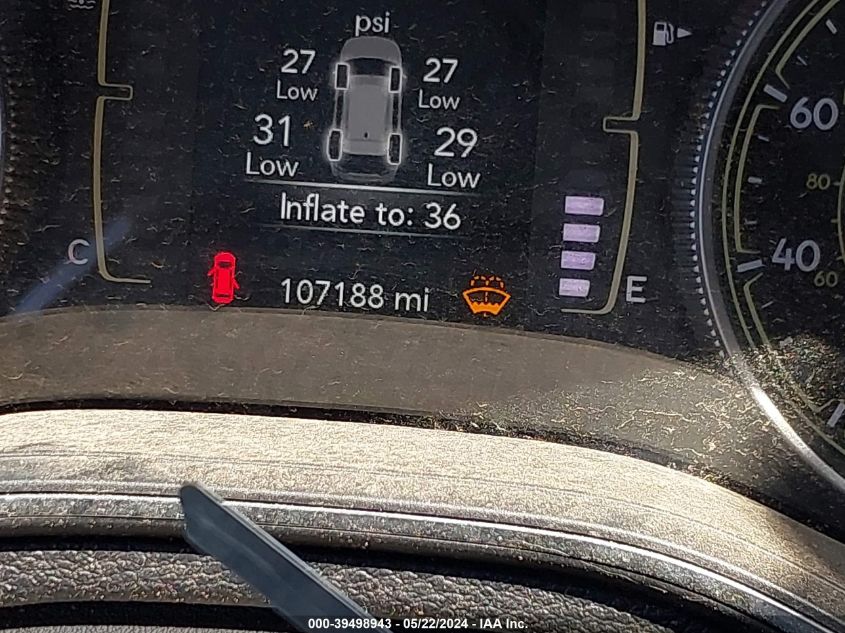 psi
27 27
Low Low
31 29
Low Low
Inflate to: 36
C E
107188 mi
60
80
40
60
000-39498943 - 05/22/2024 - IAA Inc.